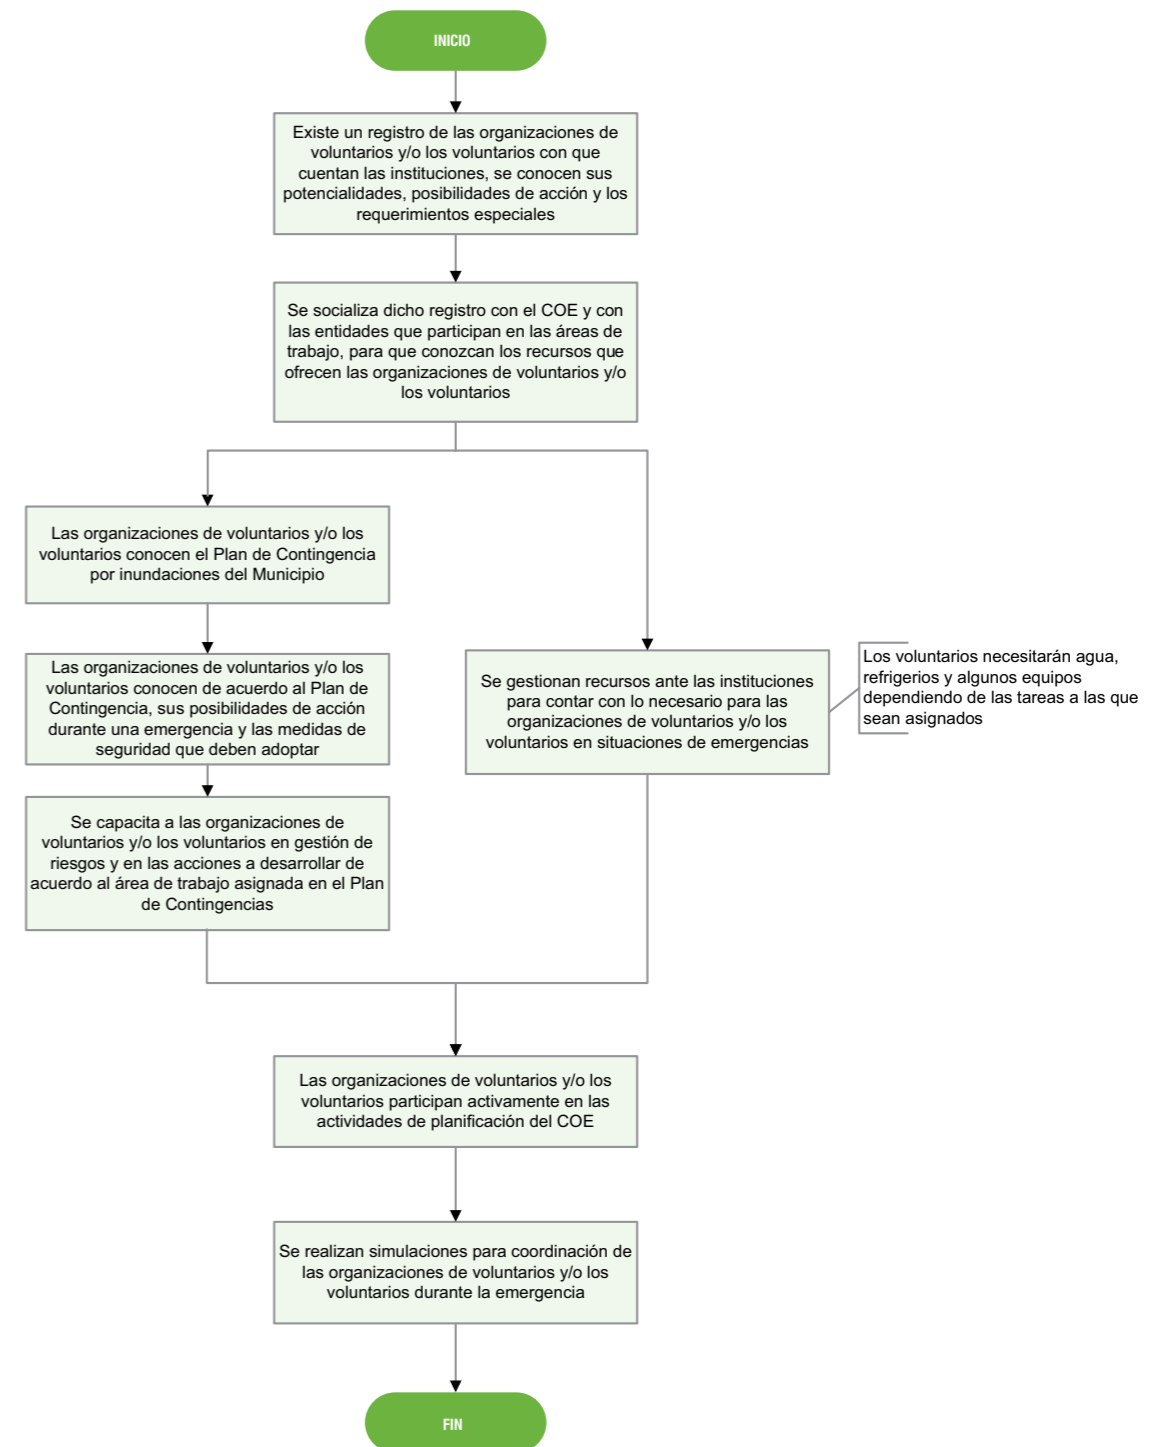 INICIO
Existe un registro de las organizaciones de
voluntarios y/o los voluntarios con que
cuentan las instituciones, se conocen sus
potencialidades, posibilidades de acción y los
requerimientos especiales
Se socializa dicho registro con el COE y con
las entidades que participan en las áreas de
trabajo, para que conozcan los recursos que
ofrecen las organizaciones de voluntarios y/o
los voluntarios
Las organizaciones de voluntarios y/o los
voluntarios conocen el Plan de Contingencia
por inundaciones del Municipio
Las organizaciones de voluntarios y/o los
voluntarios conocen de acuerdo al Plan de
Contingencia, sus posibilidades de acción
durante una emergencia y las medidas de
seguridad que deben adoptar
Se capacita a las organizaciones de
voluntarios y/o los voluntarios en gestión de
riesgos y en las acciones a desarrollar de
acuerdo al área de trabajo asignada en el Plan
de Contingencias
Se gestionan recursos ante las instituciones
para contar con lo necesario para las
organizaciones de voluntarios y/o los
voluntarios en situaciones de emergencias
Los voluntarios necesitarán agua,
refrigerios y algunos equipos
dependiendo de las tareas a las que
sean asignados
Las organizaciones de voluntarios y/o los
voluntarios participan activamente en las
actividades de planificación del COE
Se realizan simulaciones para coordinación de
las organizaciones de voluntarios y/o los
voluntarios durante la emergencia
FIN